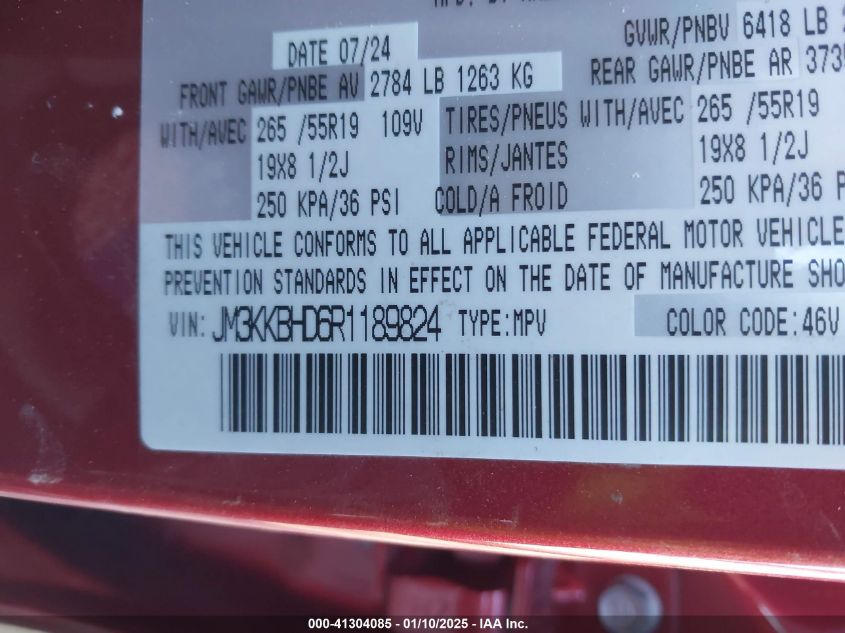 DATE 07/24
GVWR/PNBV 6418 LB
FRONT GAWR/PNBE AV 2784 LB 1263 KG
REAR GAWR/PNBE AR
WITH/AVEC 265 /55R19 109V TIRES/PNEUS WITH/AVEC 265 /55R19
19X8 1/2J RIMS/JANTES 19X8 1/2J
250 KPA/36 PSI COLD/A FROID 250 KPA/36
THIS VEHICLE CONFORMS TO ALL APPLICABLE FEDERAL MOTOR VEHICLE
PREVENTION STANDARDS IN EFFECT ON THE DATE OF MANUFACTURE SHO
VIN: JM3KKBHD6R1189824 TYPE:MPV COLOR CODE:46V
000-41304085 — 01/10/2025 — IAA Inc.